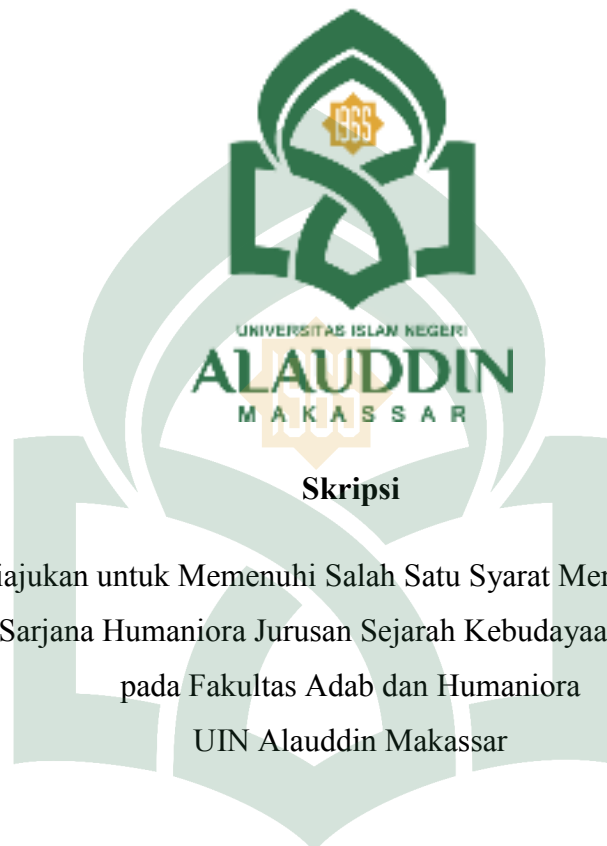 1965
UNIVERSITAS ISLAM NEGERI
ALAUDDIN
MAKASSAR
Skripsi
iajukan untuk Memenuhi Salah Satu Syarat Mer
Sarjana Humaniora Jurusan Sejarah Kebudayaa
pada Fakultas Adab dan Humaniora
UIN Alauddin Makassar